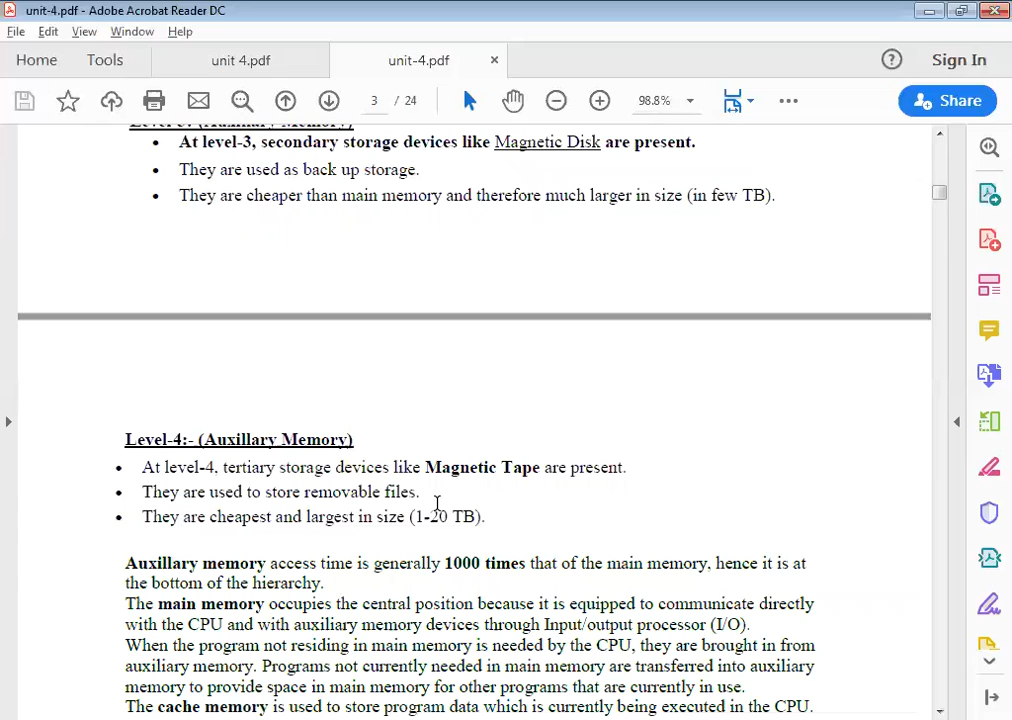 unit-4.pdf - Adobe Acrobat Reader DC
File Edit View Window Help
Home Tools unit 4.pdf unit-4.pdf × Sign In
3 / 24 98.8% Share
Level-3: (Auxiliary Memory)
• At level-3, secondary storage devices like Magnetic Disk are present.
• They are used as back up storage.
• They are cheaper than main memory and therefore much larger in size (in few TB).
Level-4:- (Auxillary Memory)
• At level-4, tertiary storage devices like Magnetic Tape are present.
• They are used to store removable files.
• They are cheapest and largest in size (1-20 TB).
Auxillary memory access time is generally 1000 times that of the main memory, hence it is at
the bottom of the hierarchy.
The main memory occupies the central position because it is equipped to communicate directly
with the CPU and with auxiliary memory devices through Input/output processor (I/O).
When the program not residing in main memory is needed by the CPU, they are brought in from
auxiliary memory. Programs not currently needed in main memory are transferred into auxiliary
memory to provide space in main memory for other programs that are currently in use.
The cache memory is used to store program data which is currently being executed in the CPU.